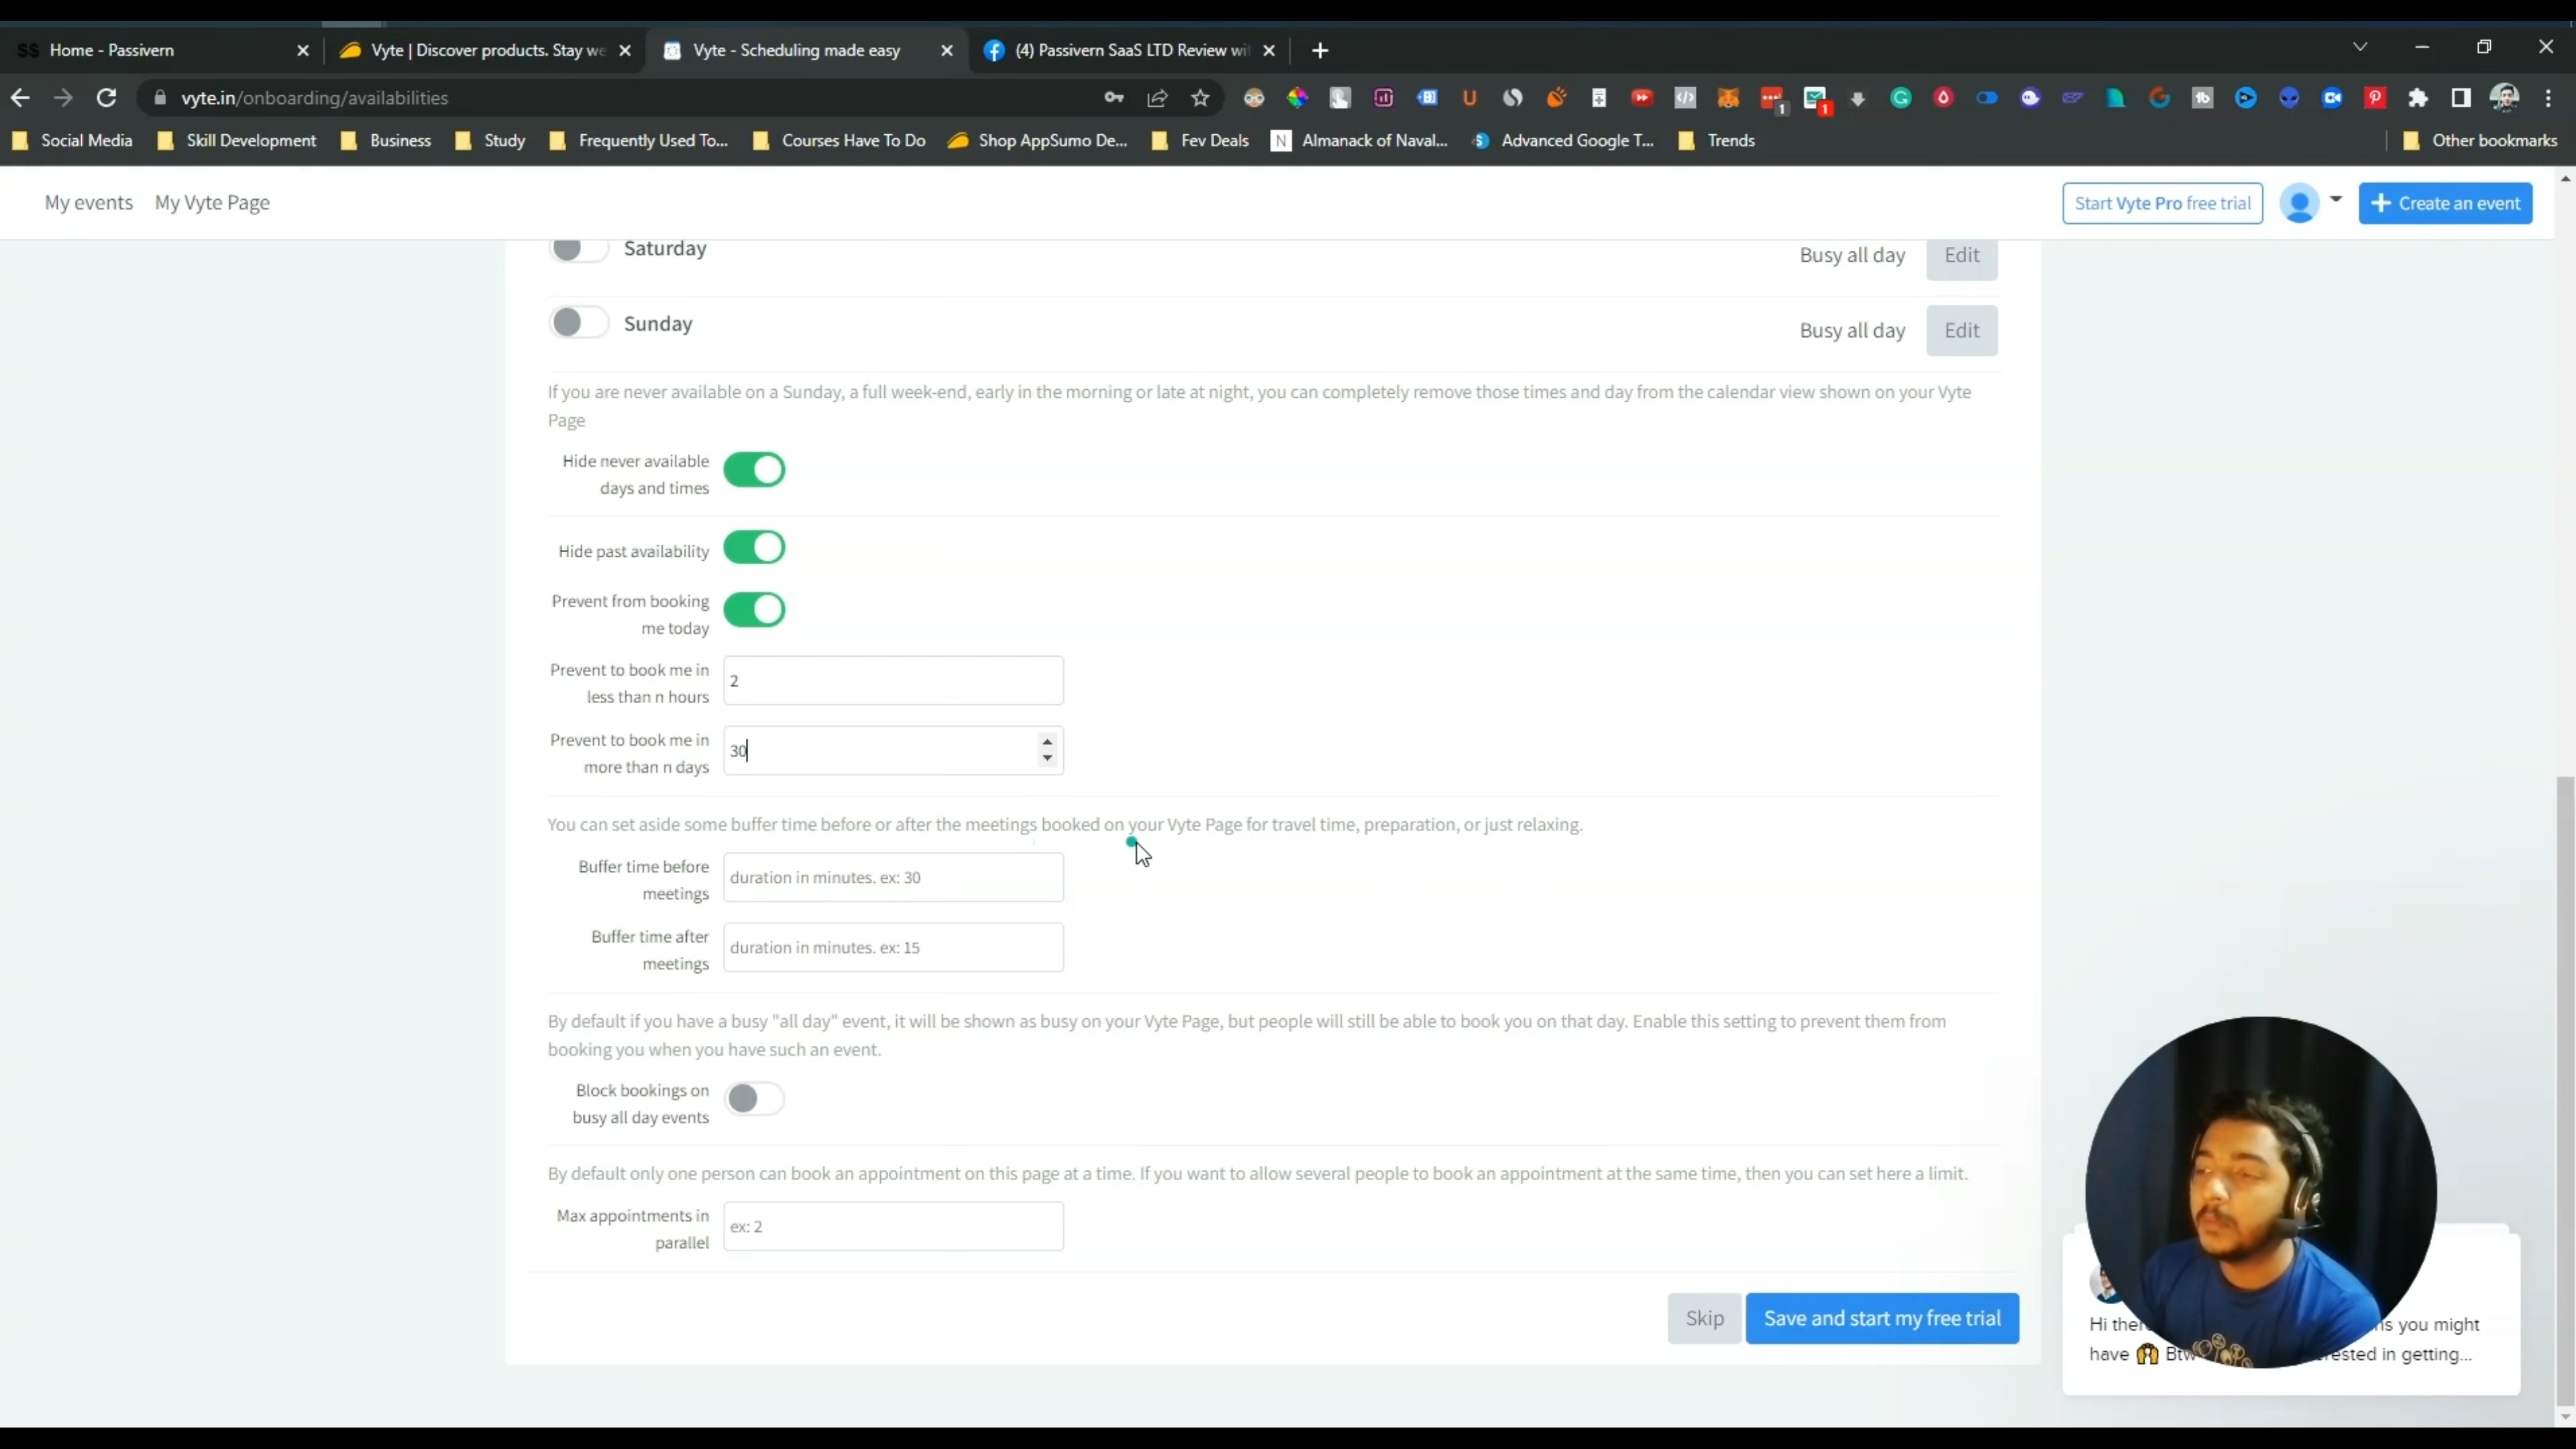 Home - Passivern
Vyte | Discover products. Stay we
Vyte - Scheduling made easy
(4) Passivern SaaS LTD Review wi
vyte.in/onboarding/availabilities
Social Media
Skill Development
Business
Study
Frequently Used To...
Courses Have To Do
Shop AppSumo De...
Fev Deals
Almanack of Naval...
Advanced Google T...
Trends
Other bookmarks
My events
My Vyte Page
Start Vyte Pro free trial
Create an event
Saturday
Busy all day
Edit
Sunday
Busy all day
Edit
If you are never available on a Sunday, a full week-end, early in the morning or late at night, you can completely remove those times and day from the calendar view shown on your Vyte
Page
Hide never available
days and times
Hide past availability
Prevent from booking
me today
Prevent to book me in
less than n hours
2
Prevent to book me in
more than n days
30
You can set aside some buffer time before or after the meetings booked on your Vyte Page for travel time, preparation, or just relaxing.
Buffer time before
meetings
duration in minutes. ex: 30
Buffer time after
meetings
duration in minutes. ex: 15
By default if you have a busy "all day" event, it will be shown as busy on your Vyte Page, but people will still be able to book you on that day. Enable this setting to prevent them from
booking you when you have such an event.
Block bookings on
busy all day events
By default only one person can book an appointment on this page at a time. If you want to allow several people to book an appointment at the same time, then you can set here a limit.
Max appointments in
parallel
ex: 2
Skip
Save and start my free trial
Hi you might
have Btw in getting...